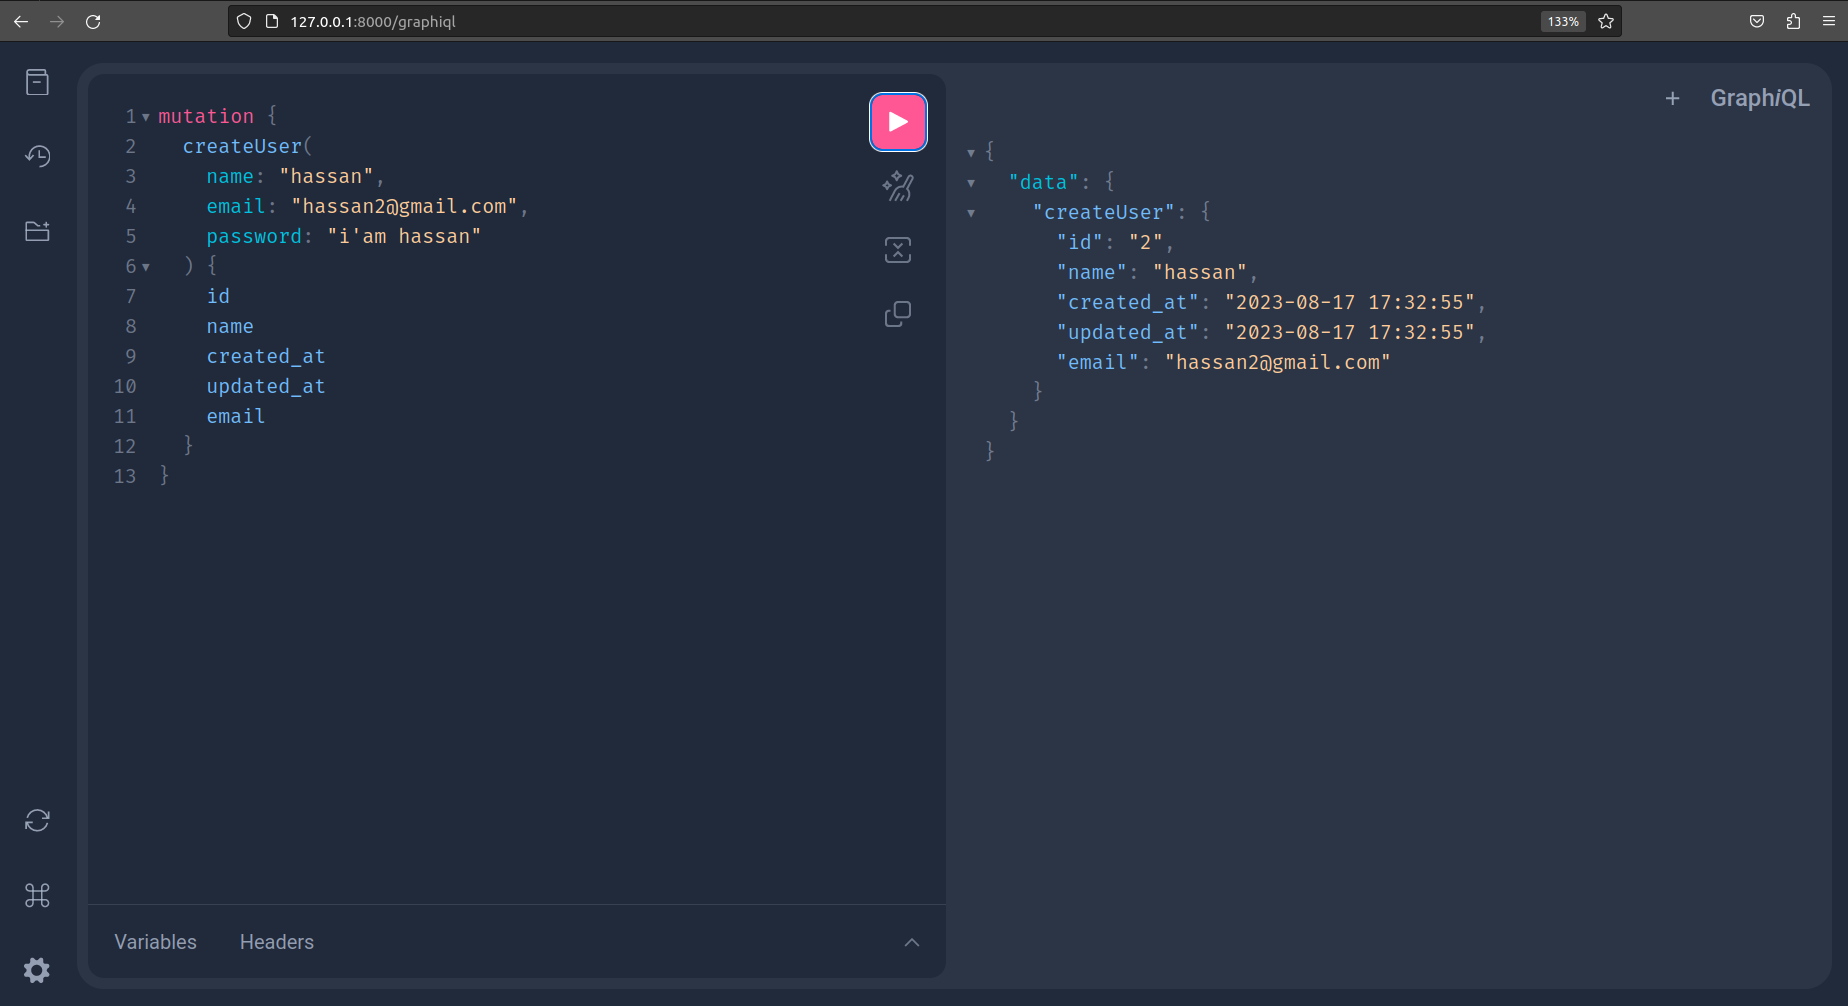 127.0.0.1:8000/graphiql
133%
1 mutation {
2 createUser(
3 name: "hassan",
4 email: "hassan2@gmail.com",
5 password: "i'am hassan"
6 ) {
7 id
8 name
9 created_at
10 updated_at
11 email
12 }
13 }
Variables Headers
+ GraphiQL
{
"data": {
"createUser": {
"id": "2",
"name": "hassan",
"created_at": "2023-08-17 17:32:55",
"updated_at": "2023-08-17 17:32:55",
"email": "hassan2@gmail.com"
}
}
}